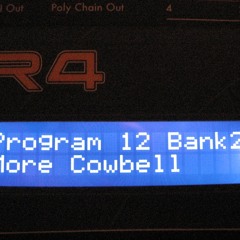 Out Poly Chain Out 4
R4
Program 12 Bank2
More Cowbell